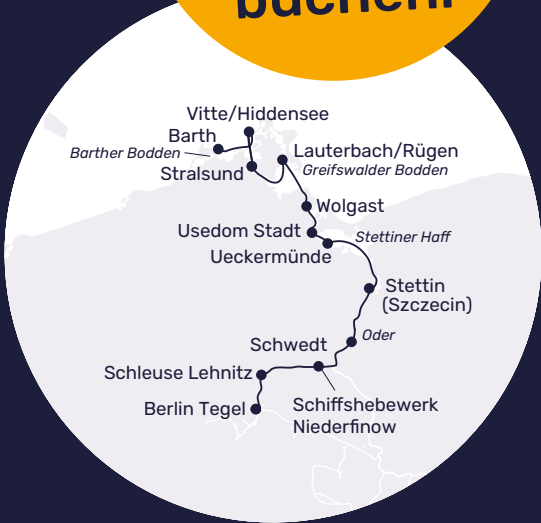 buchen!
Vitte/Hiddensee
Barth
Barther Bodden
Lauterbach/Rügen
Greifswalder Bodden
Stralsund
Wolgast
Usedom Stadt
Stettiner Haff
Ueckermünde
Stettin
(Szczecin)
Oder
Schwedt
Schleuse Lehnitz
Berlin Tegel
Schiffshebewerk
Niederfinow